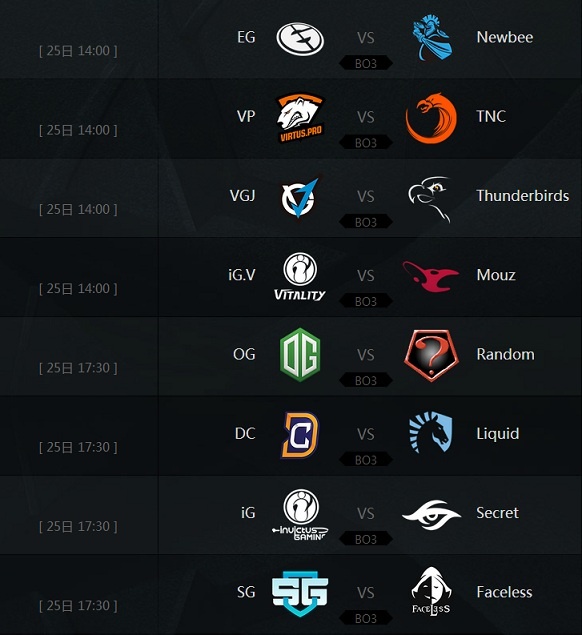 [ 25日 14:00 ] EG VS Newbee
BO3
[ 25日 14:00 ] VP VIRTUS.PRO VS TNC
BO3
[ 25日 14:00 ] VGJ VS Thunderbirds
BO3
[ 25日 14:00 ] iG.V VITALITY VS Mouz
BO3
[ 25日 17:30 ] OG OG VS ? Random
BO3
[ 25日 17:30 ] DC DC VS Liquid
BO3
[ 25日 17:30 ] iG INVICTUS GAMING VS Secret
BO3
[ 25日 17:30 ] SG SG VS FACELESS Faceless
BO3